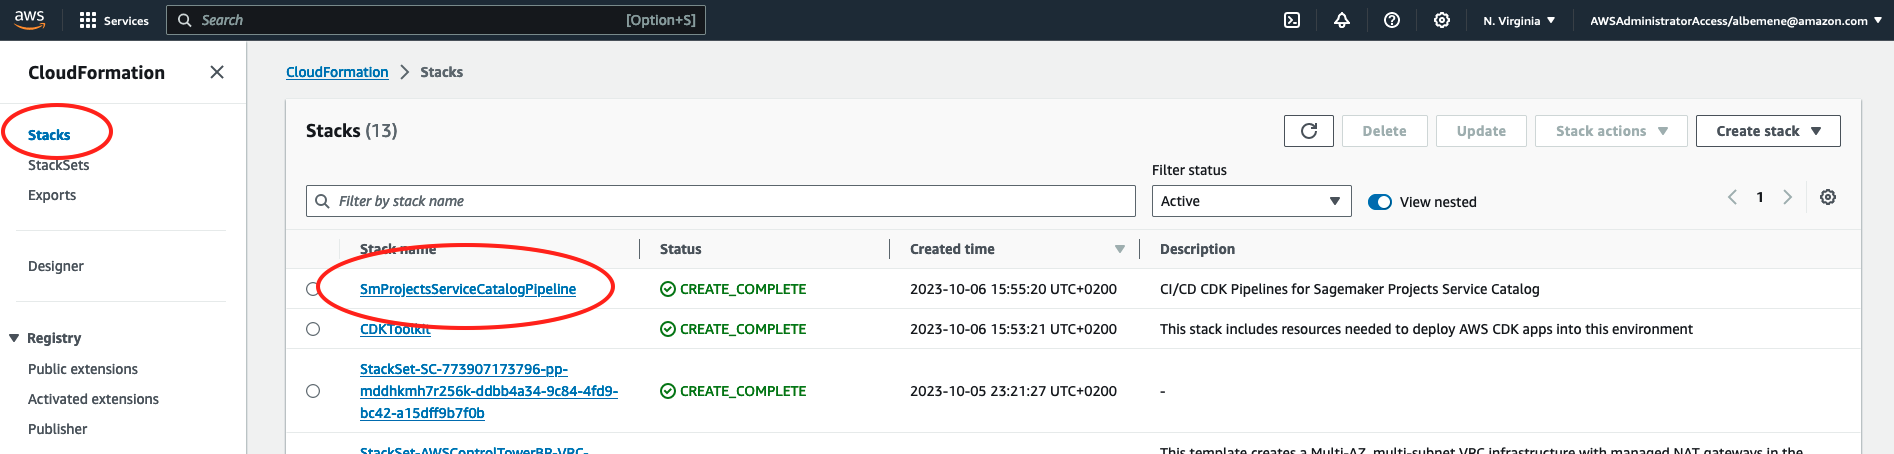 aws
Services
Search
[Option+S]
N. Virginia
AWSAdministratorAccess/albemene@amazon.com
CloudFormation
Stacks
StackSets
Exports
Designer
Registry
Public extensions
Activated extensions
Publisher
CloudFormation > Stacks
Stacks (13)
Delete
Update
Stack actions
Create stack
Filter status
Filter by stack name
Active
View nested
1
Stack name Status Created time Description
SmProjectsServiceCatalogPipeline CREATE_COMPLETE 2023-10-06 15:55:20 UTC+0200 CI/CD CDK Pipelines for Sagemaker Projects Service Catalog
CDKToolkit CREATE_COMPLETE 2023-10-06 15:53:21 UTC+0200 This stack includes resources needed to deploy AWS CDK apps into this environment
StackSet-SC-773907173796-pp-
mddhkmh7r256k-ddbb4a34-9c84-4fd9- CREATE_COMPLETE 2023-10-05 23:21:27 UTC+0200 -
bc42-a15dff9b7f0b
StackSet-AWSControlTowerBP-VPC- This template creates a Multi-AZ, multi-subnet VPC infrastructure with managed NAT gateways in the